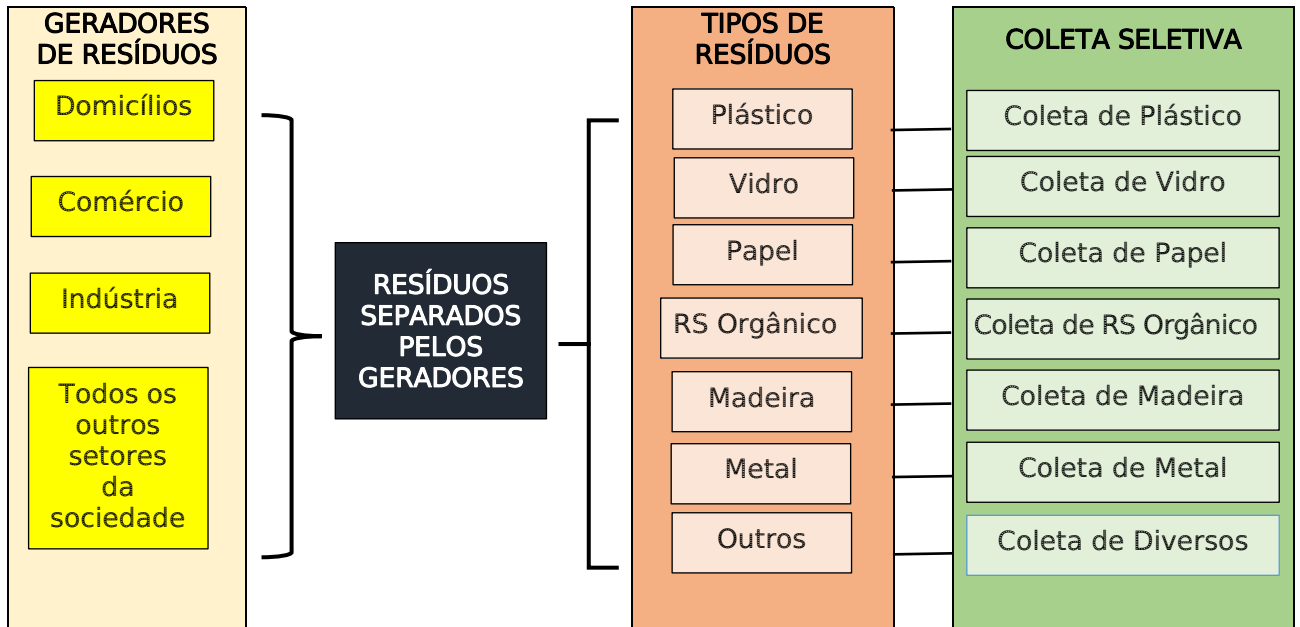 GERADORES
DE RESÍDUOS
Domicílios
Comércio
Indústria
Todos os
outros
setores
da
sociedade
RESÍDUOS
SEPARADOS
PELOS
GERADORES
TIPOS DE
RESÍDUOS
Plástico
Vidro
Papel
RS Orgânico
Madeira
Metal
Outros
COLETA SELETIVA
Coleta de Plástico
Coleta de Vidro
Coleta de Papel
Coleta de RS Orgânico
Coleta de Madeira
Coleta de Metal
Coleta de Diversos